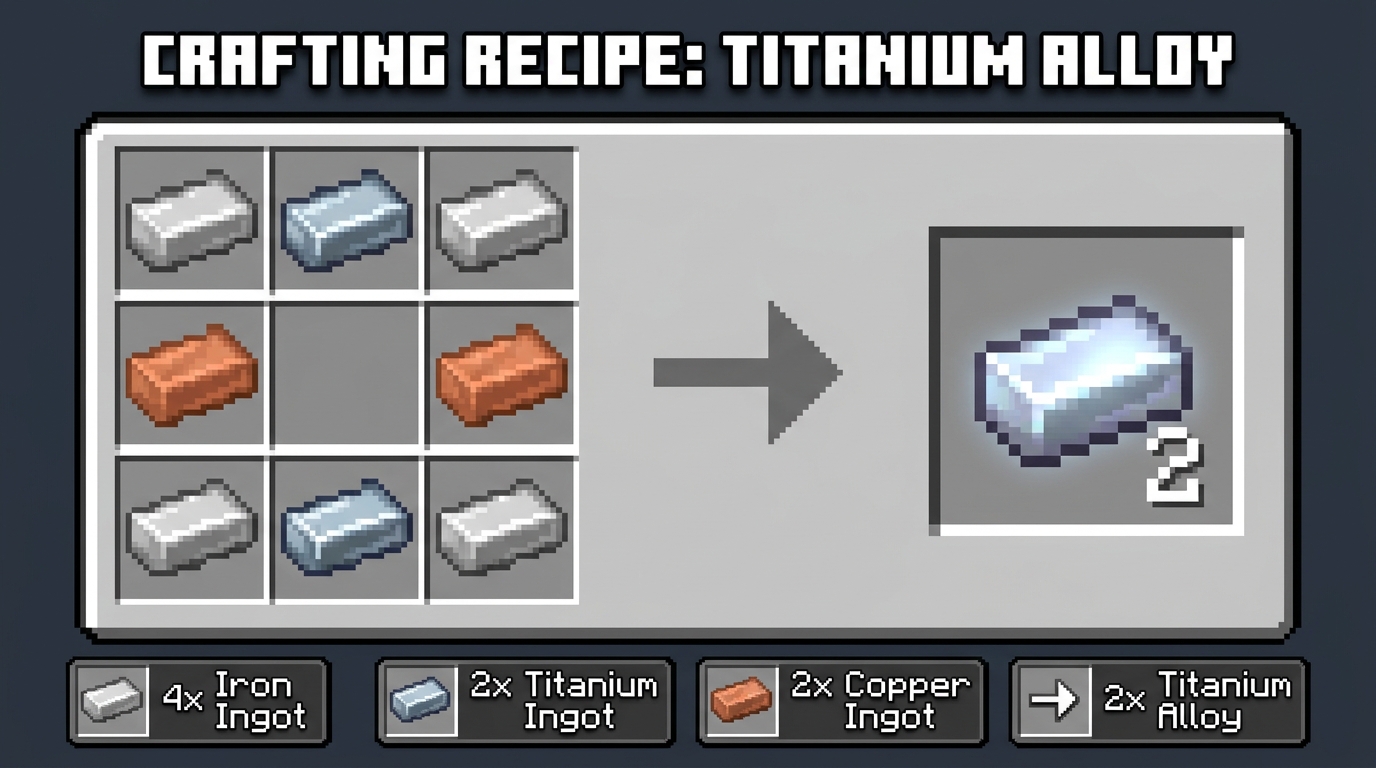 CRAFTING RECIPE: TITANIUM ALLOY
2
4x Iron Ingot
2x Titanium Ingot
2x Copper Ingot
2x Titanium Alloy